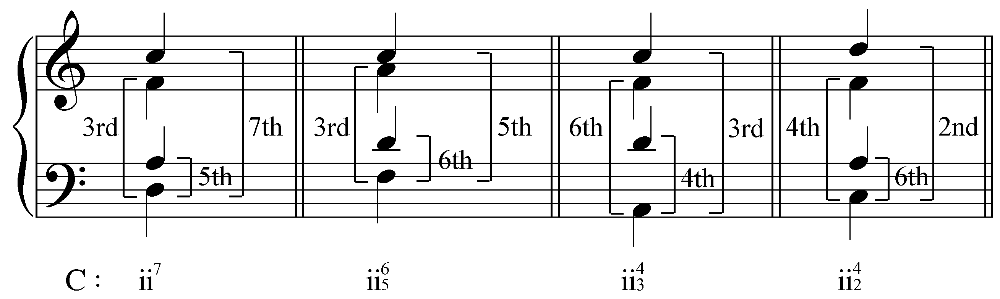 3rd 7th 3rd 5th 6th 3rd 4th 2nd
5th 6th 4th 6th
C : ii7 ii65 ii43 ii42